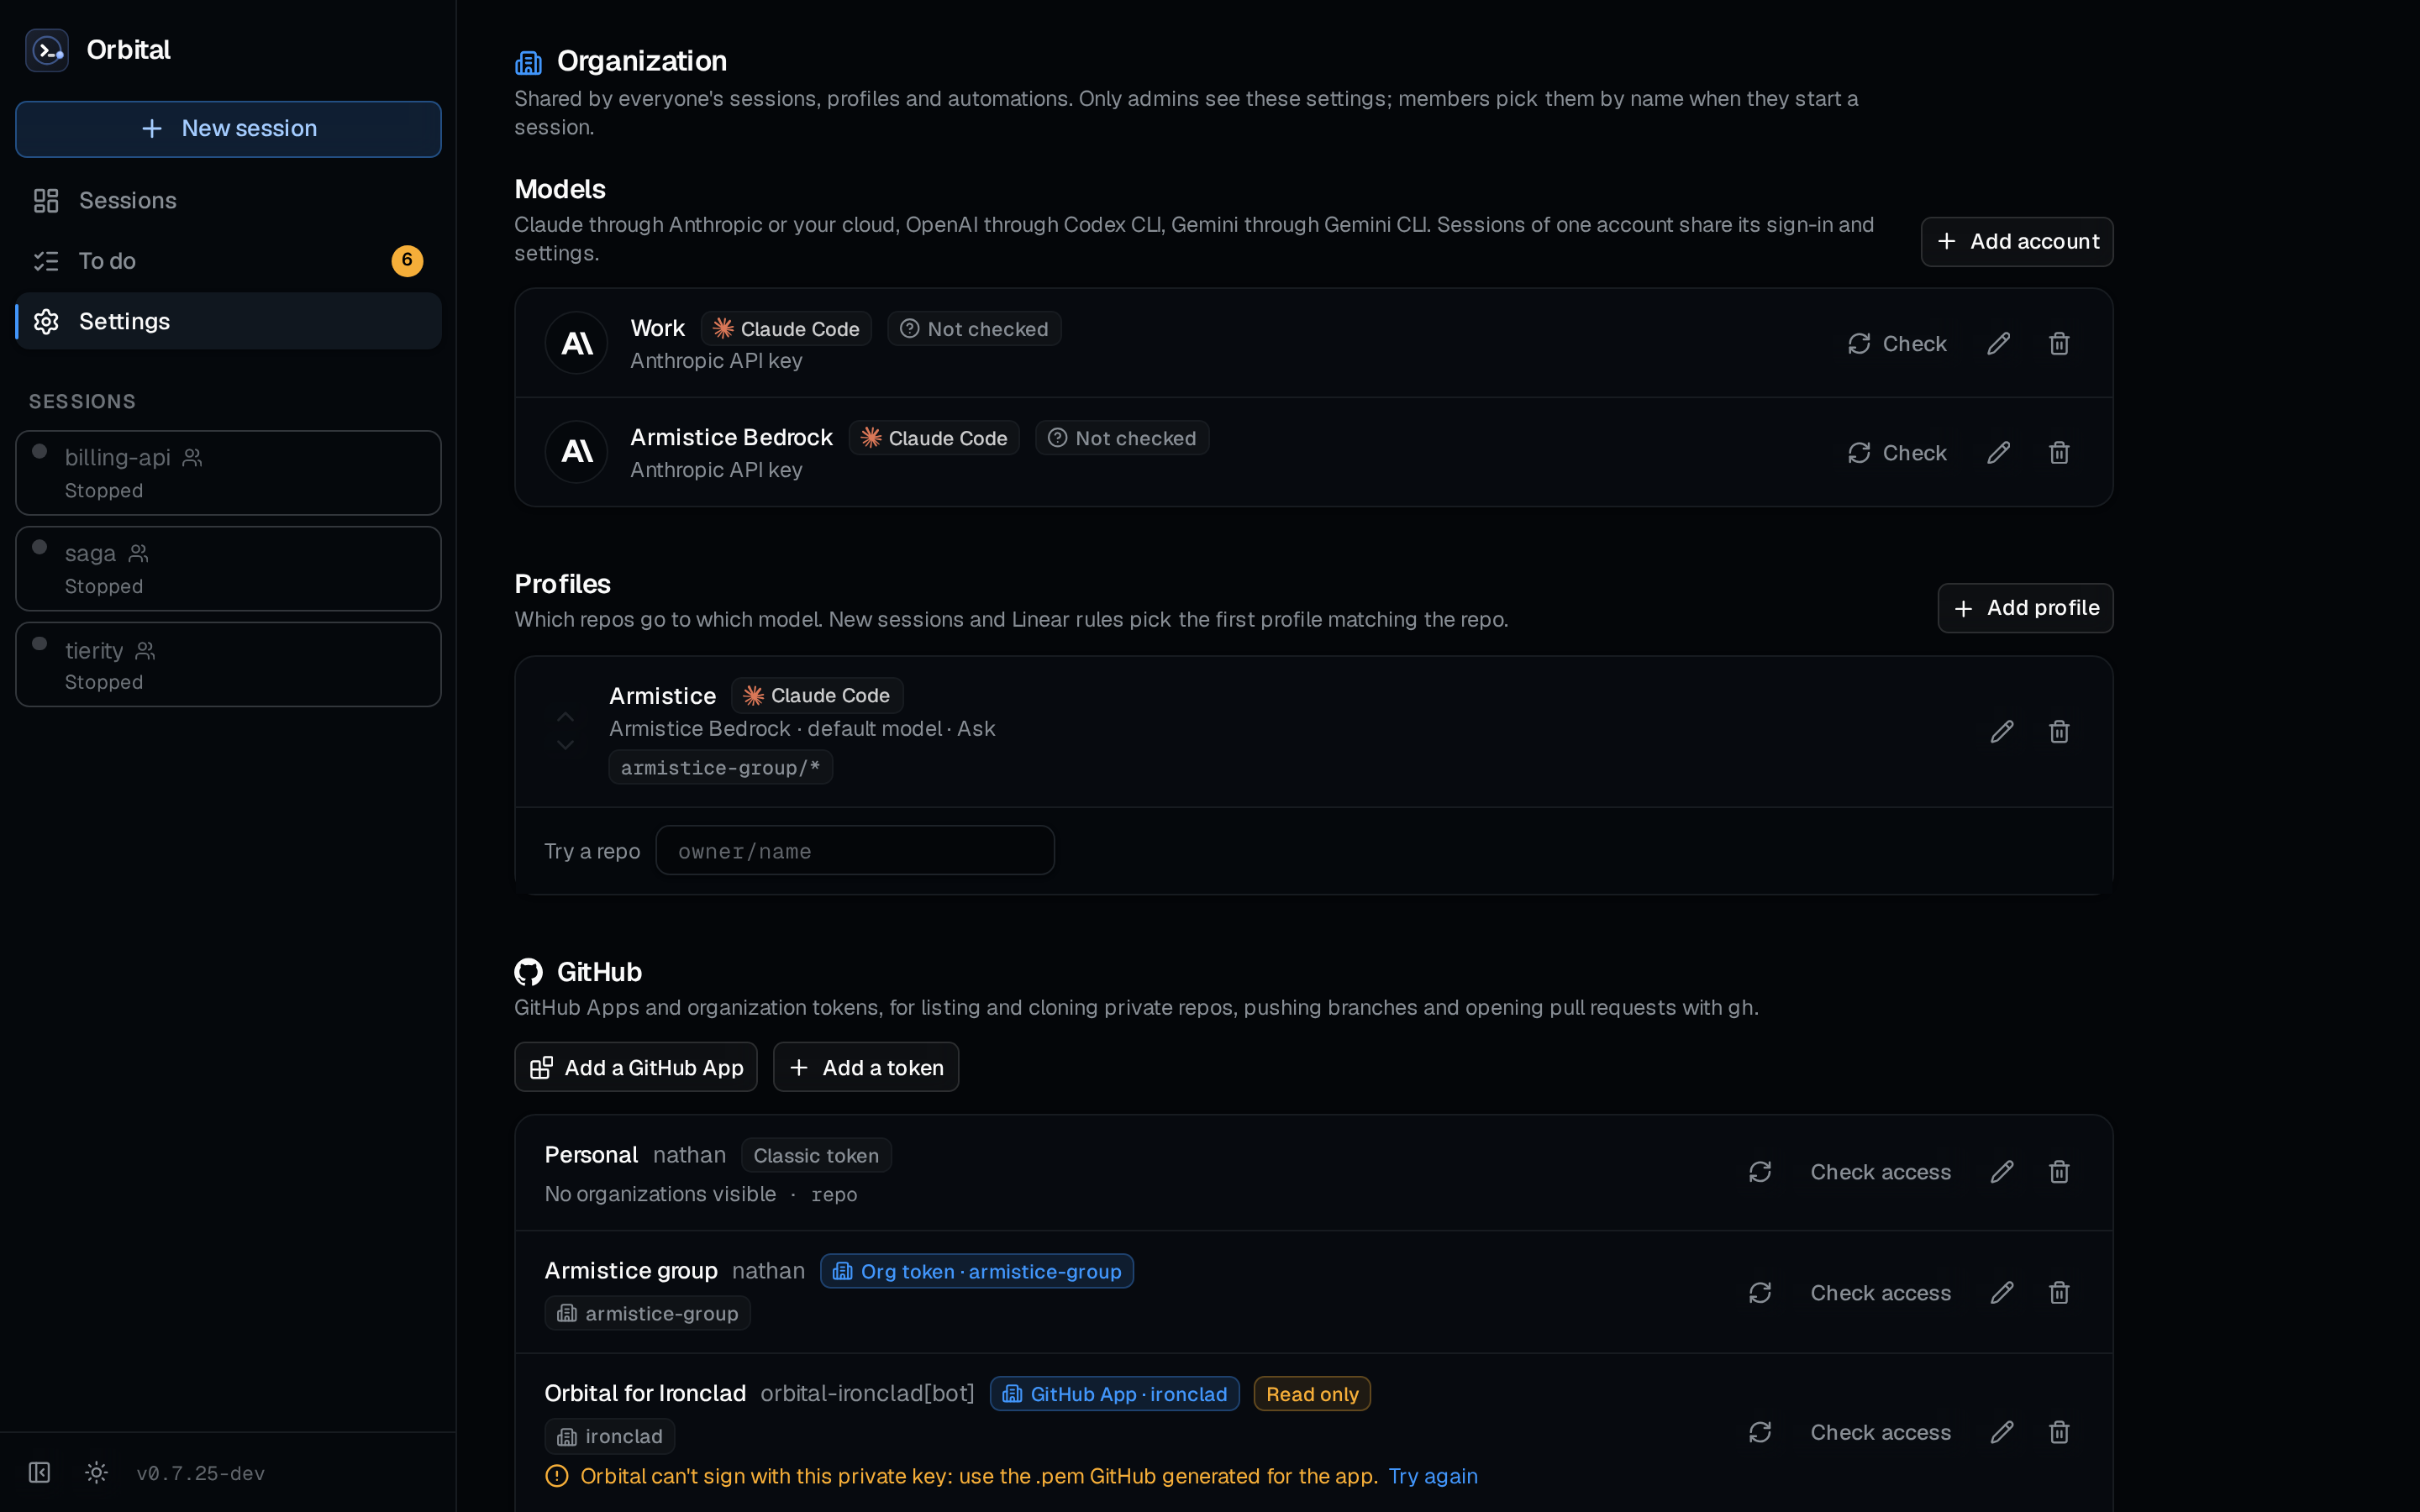 Orbital
New session
Sessions
To do
6
Settings
SESSIONS
billing-api
Stopped
saga
Stopped
tierity
Stopped
v0.7.25-dev
Organization
Shared by everyone's sessions, profiles and automations. Only admins see these settings; members pick them by name when they start a
session.
Models
Claude through Anthropic or your cloud, OpenAI through Codex CLI, Gemini through Gemini CLI. Sessions of one account share its sign-in and
settings.
Add account
Work Claude Code Not checked
Anthropic API key
Check
Armistice Bedrock Claude Code Not checked
Anthropic API key
Check
Profiles
Which repos go to which model. New sessions and Linear rules pick the first profile matching the repo.
Add profile
Armistice Claude Code
Armistice Bedrock · default model · Ask
armistice-group/*
Try a repo owner/name
GitHub
GitHub Apps and organization tokens, for listing and cloning private repos, pushing branches and opening pull requests with gh.
Add a GitHub App Add a token
Personal nathan Classic token
No organizations visible · repo
Check access
Armistice group nathan Org token · armistice-group
armistice-group
Check access
Orbital for Ironclad orbital-ironclad[bot] GitHub App · ironclad Read only
ironclad
Check access
Orbital can't sign with this private key: use the .pem GitHub generated for the app. Try again